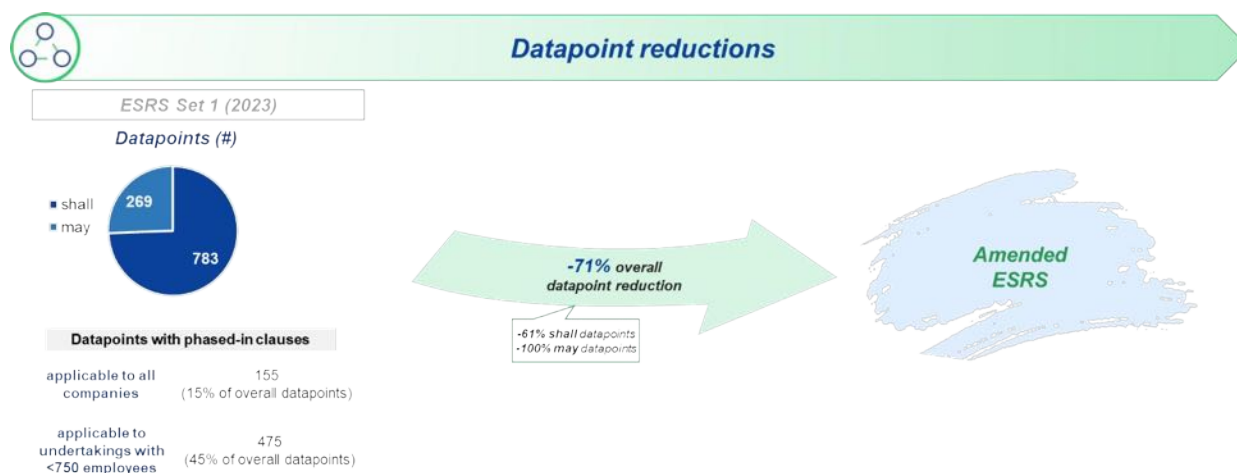 Datapoint reductions
ESRS Set 1 (2023)
Datapoints (#)
shall
may
269
783
-71% overall
datapoint reduction
-61% shall datapoints
-100% may datapoints
Amended
ESRS
Datapoints with phased-in clauses
applicable to all
companies
155
(15% of overall datapoints)
applicable to
undertakings with
<750 employees
475
(45% of overall datapoints)